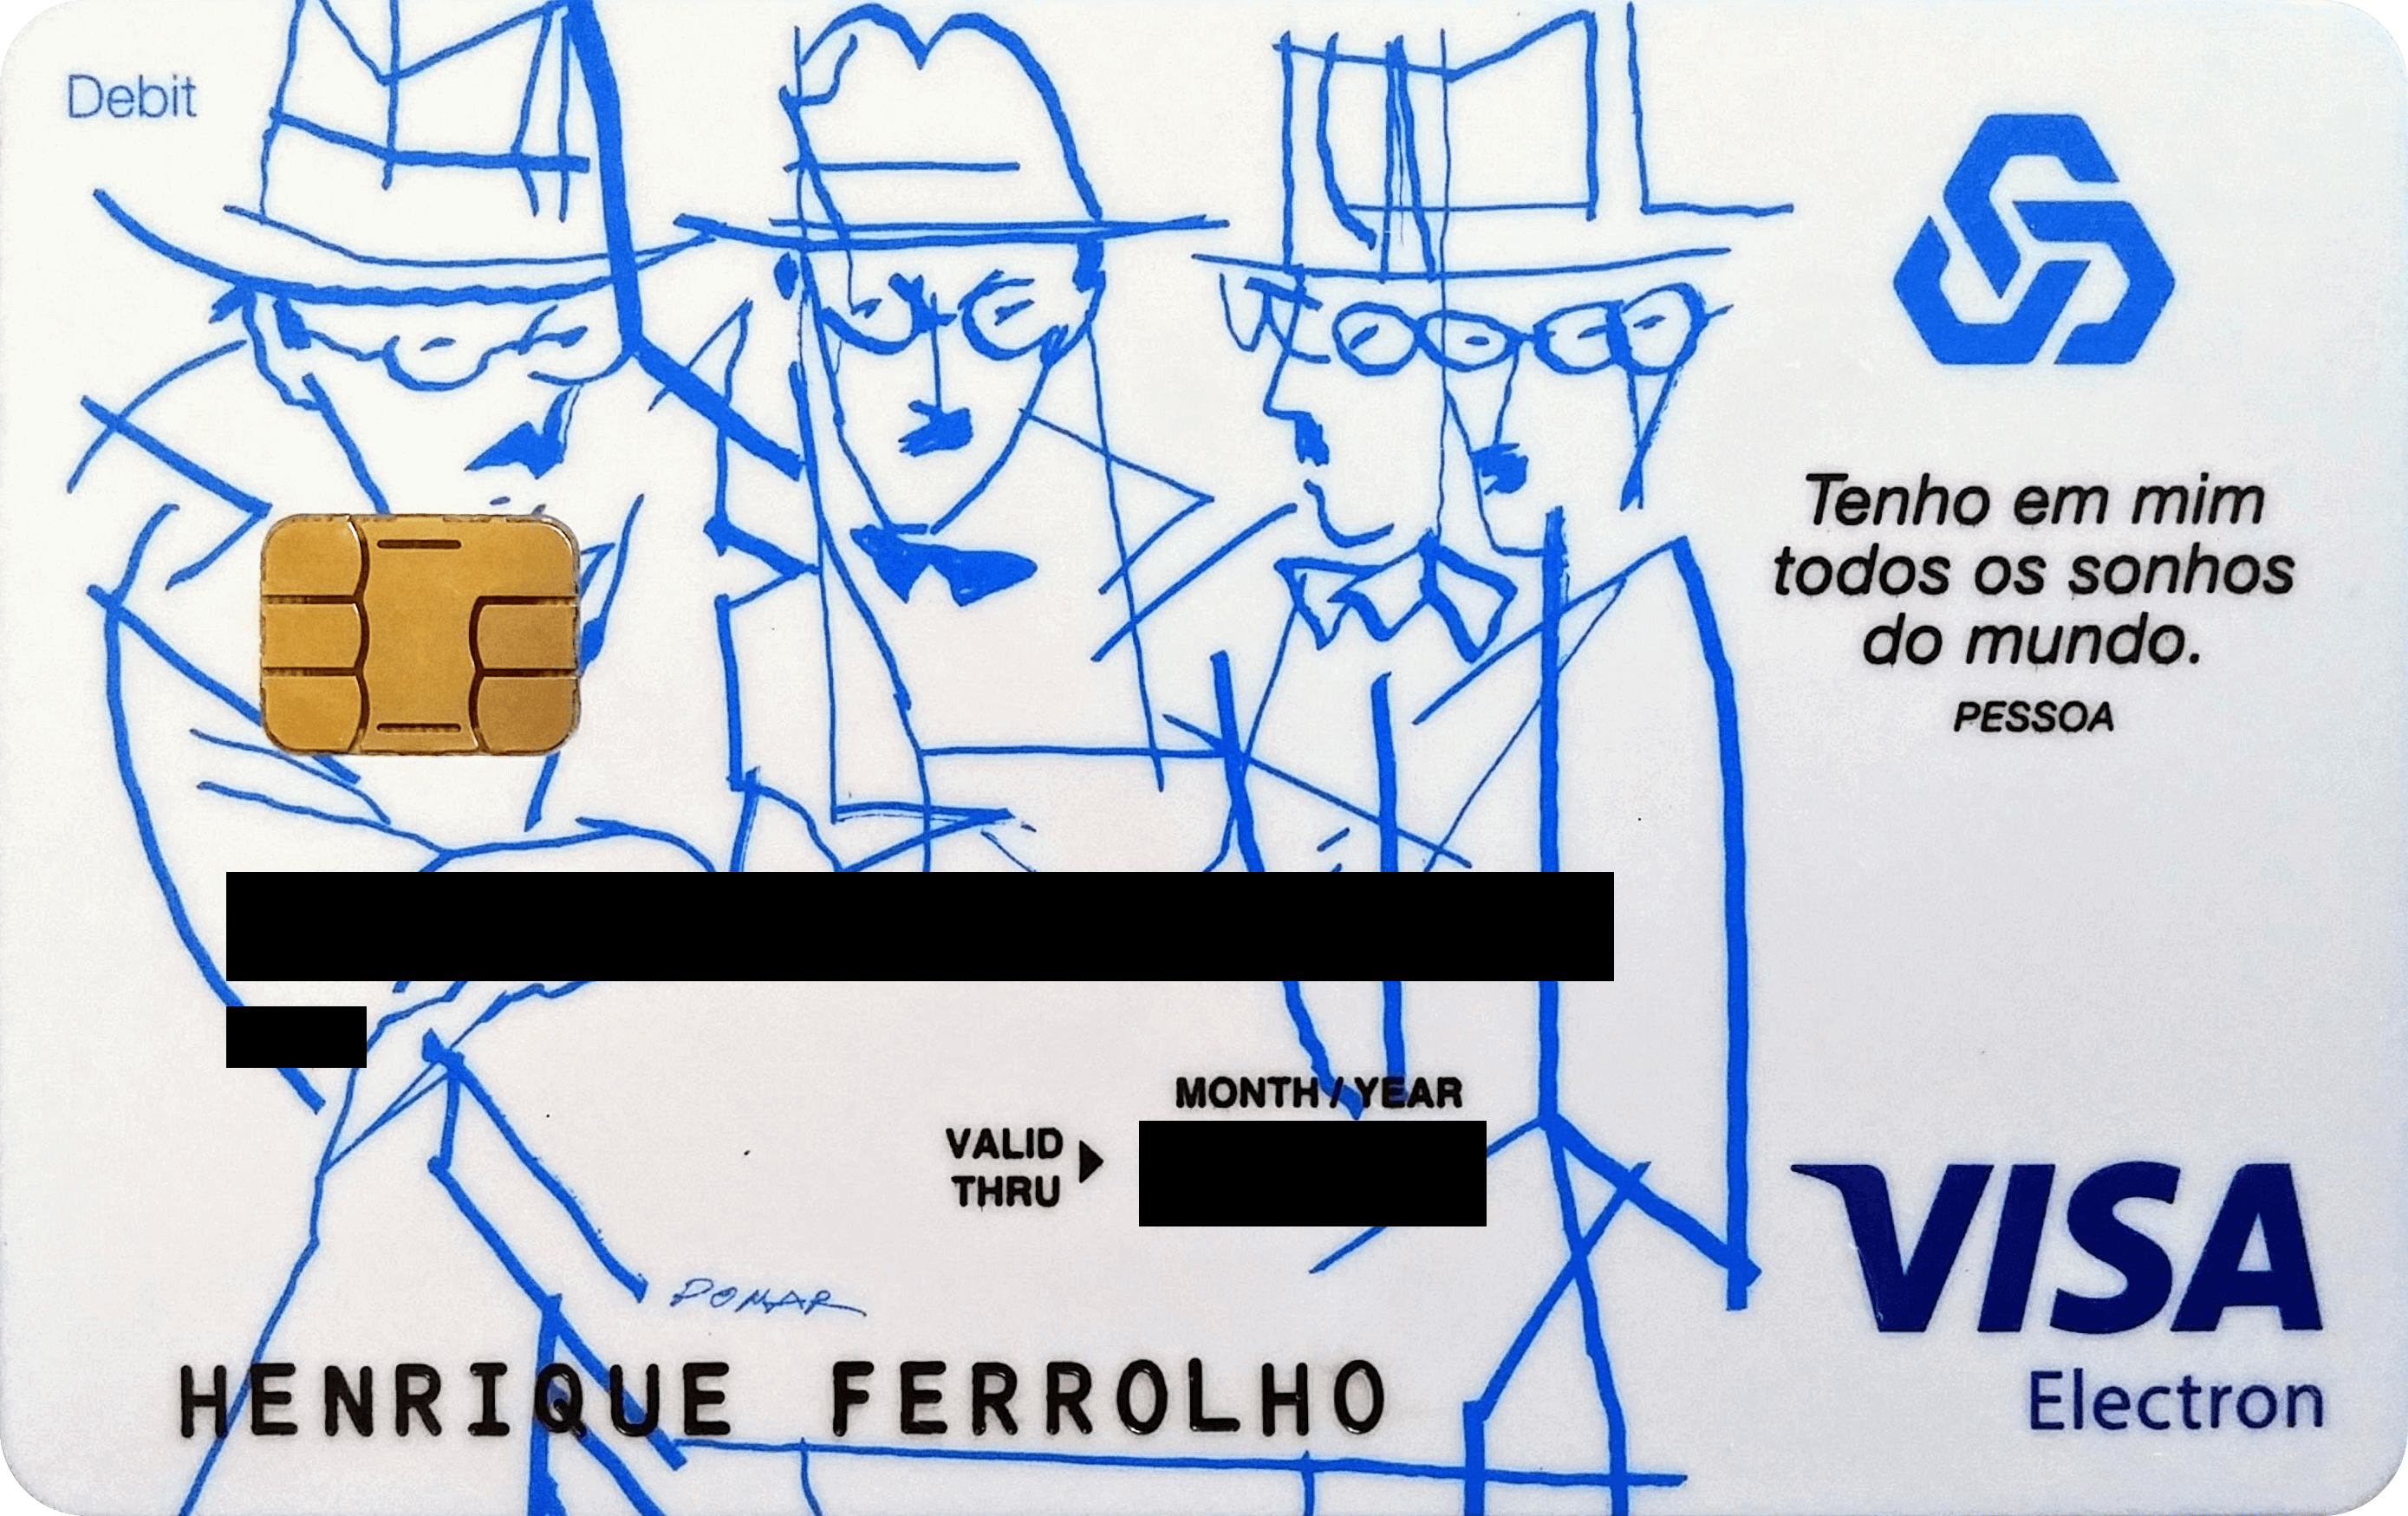 Debit
Tenho em mim
todos os sonhos
do mundo.
PESSOA
MONTH / YEAR
VALID
THRU
POMAR
HENRIQUE FERROLHO
VISA
Electron